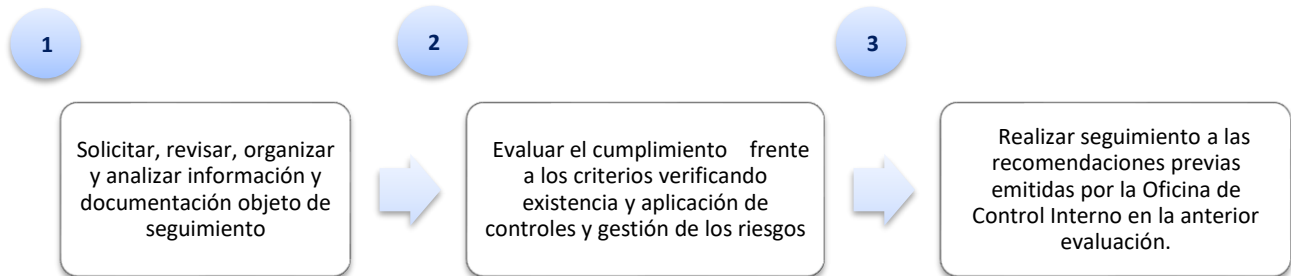 1
Solicitar, revisar, organizar
y analizar información y
documentación objeto de
seguimiento
2
Evaluar el cumplimiento frente
a los criterios verificando
existencia y aplicación de
controles y gestión de los riesgos
3
Realizar seguimiento a las
recomendaciones previas
emitidas por la Oficina de
Control Interno en la anterior
evaluación.